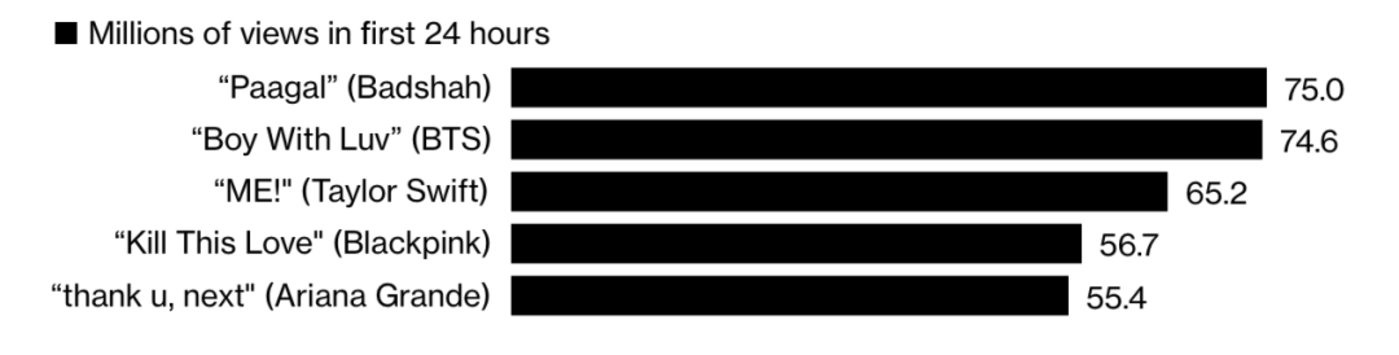 Millions of views in first 24 hours
“Paagal” (Badshah) 75.0
“Boy With Luv” (BTS) 74.6
“ME!" (Taylor Swift) 65.2
“Kill This Love" (Blackpink) 56.7
“thank u, next" (Ariana Grande) 55.4